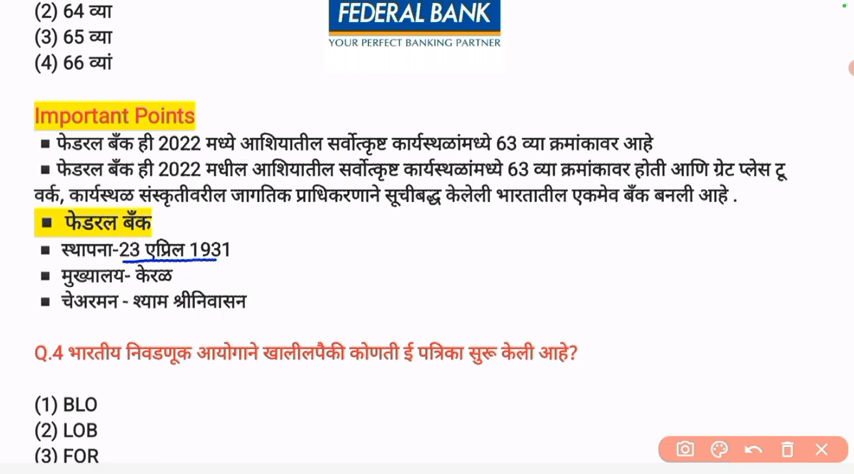 (2) 64 व्या
FEDERAL BANK
YOUR PERFECT BANKING PARTNER
(3) 65 व्या
(4) 66 व्यां
Important Points
▪ फेडरल बँक ही 2022 मध्ये आशियातील सर्वोत्कृष्ट कार्यस्थळांमध्ये 63 व्या क्रमांकावर आहे
▪ फेडरल बँक ही 2022 मधील आशियातील सर्वोत्कृष्ट कार्यस्थळांमध्ये 63 व्या क्रमांकावर होती आणि ग्रेट प्लेस टू
वर्क, कार्यस्थळ संस्कृतीवरील जागतिक प्राधिकरणाने सूचीबद्ध केलेली भारतातील एकमेव बँक बनली आहे .
▪ फेडरल बँक
▪ स्थापना-23 एप्रिल 1931
▪ मुख्यालय- केरळ
▪ चेअरमन - श्याम श्रीनिवासन
Q.4 भारतीय निवडणूक आयोगाने खालीलपैकी कोणती ई पत्रिका सुरू केली आहे?
(1) BLO
(2) LOB
(3) FOR